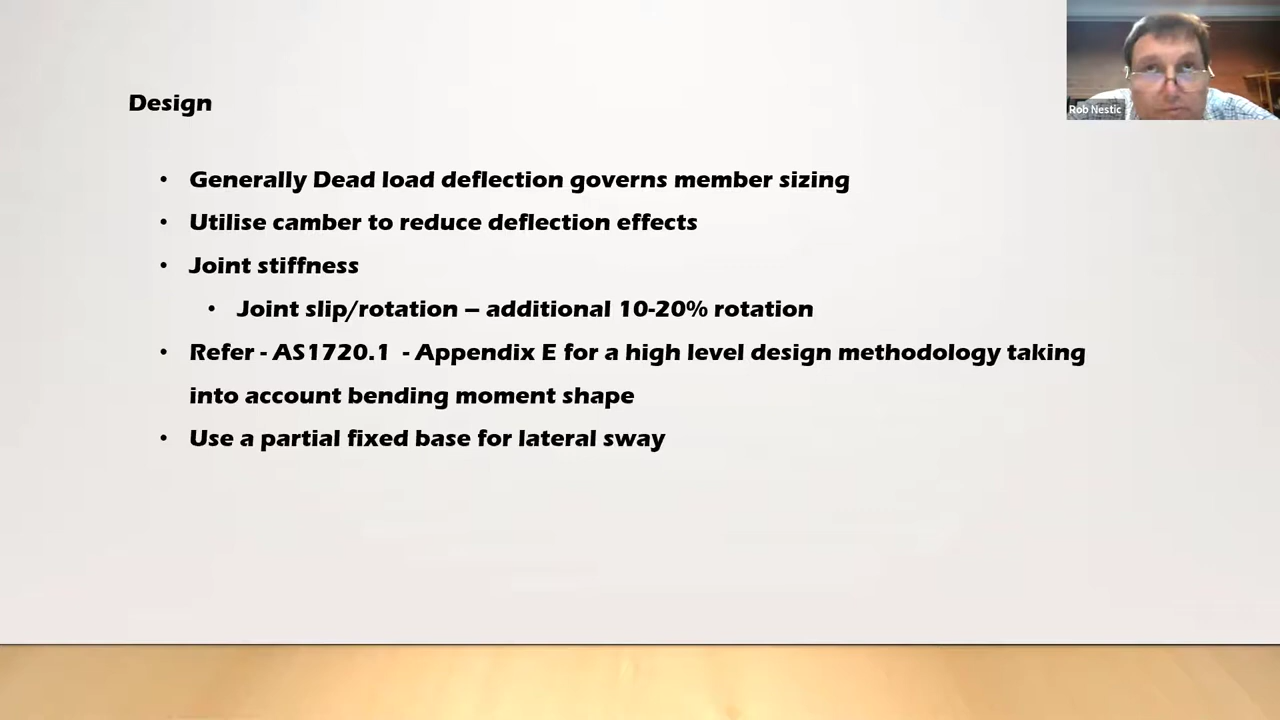 Design
• Generally Dead load deflection governs member sizing
• Utilise camber to reduce deflection effects
• Joint stiffness
• Joint slip/rotation – additional 10-20% rotation
• Refer - AS1720.1 - Appendix E for a high level design methodology taking
into account bending moment shape
• Use a partial fixed base for lateral sway
Rob Nestic